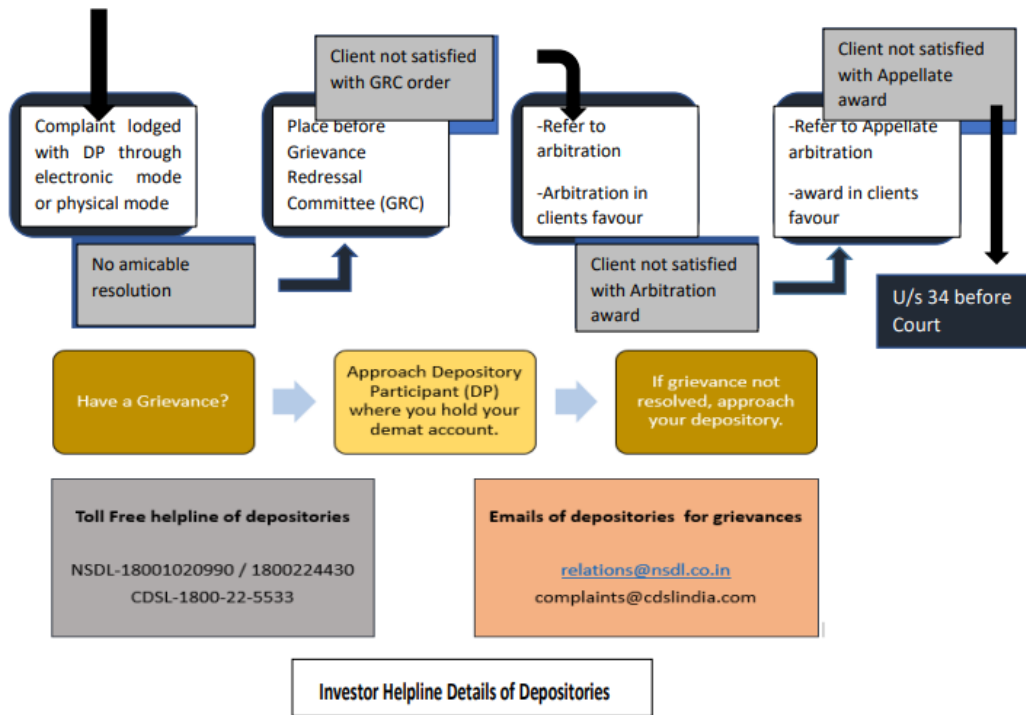 Complaint lodged
with DP through
electronic mode
or physical mode
No amicable
resolution
Place before
Grievance
Redressal
Committee (GRC)
Client not satisfied
with GRC order
-Refer to
arbitration
-Arbitration in
clients favour
Client not satisfied
with Arbitration
award
-Refer to Appellate
arbitration
-award in clients
favour
Client not satisfied
with Appellate
award
U/s 34 before
Court
Have a Grievance?
Approach Depository
Participant (DP)
where you hold your
demat account.
If grievance not
resolved, approach
your depository.
Toll Free helpline of depositories
NSDL-18001020990 / 1800224430
CDSL-1800-22-5533
Emails of depositories for grievances
relations@nsdl.co.in
complaints@cdslindia.com
Investor Helpline Details of Depositories